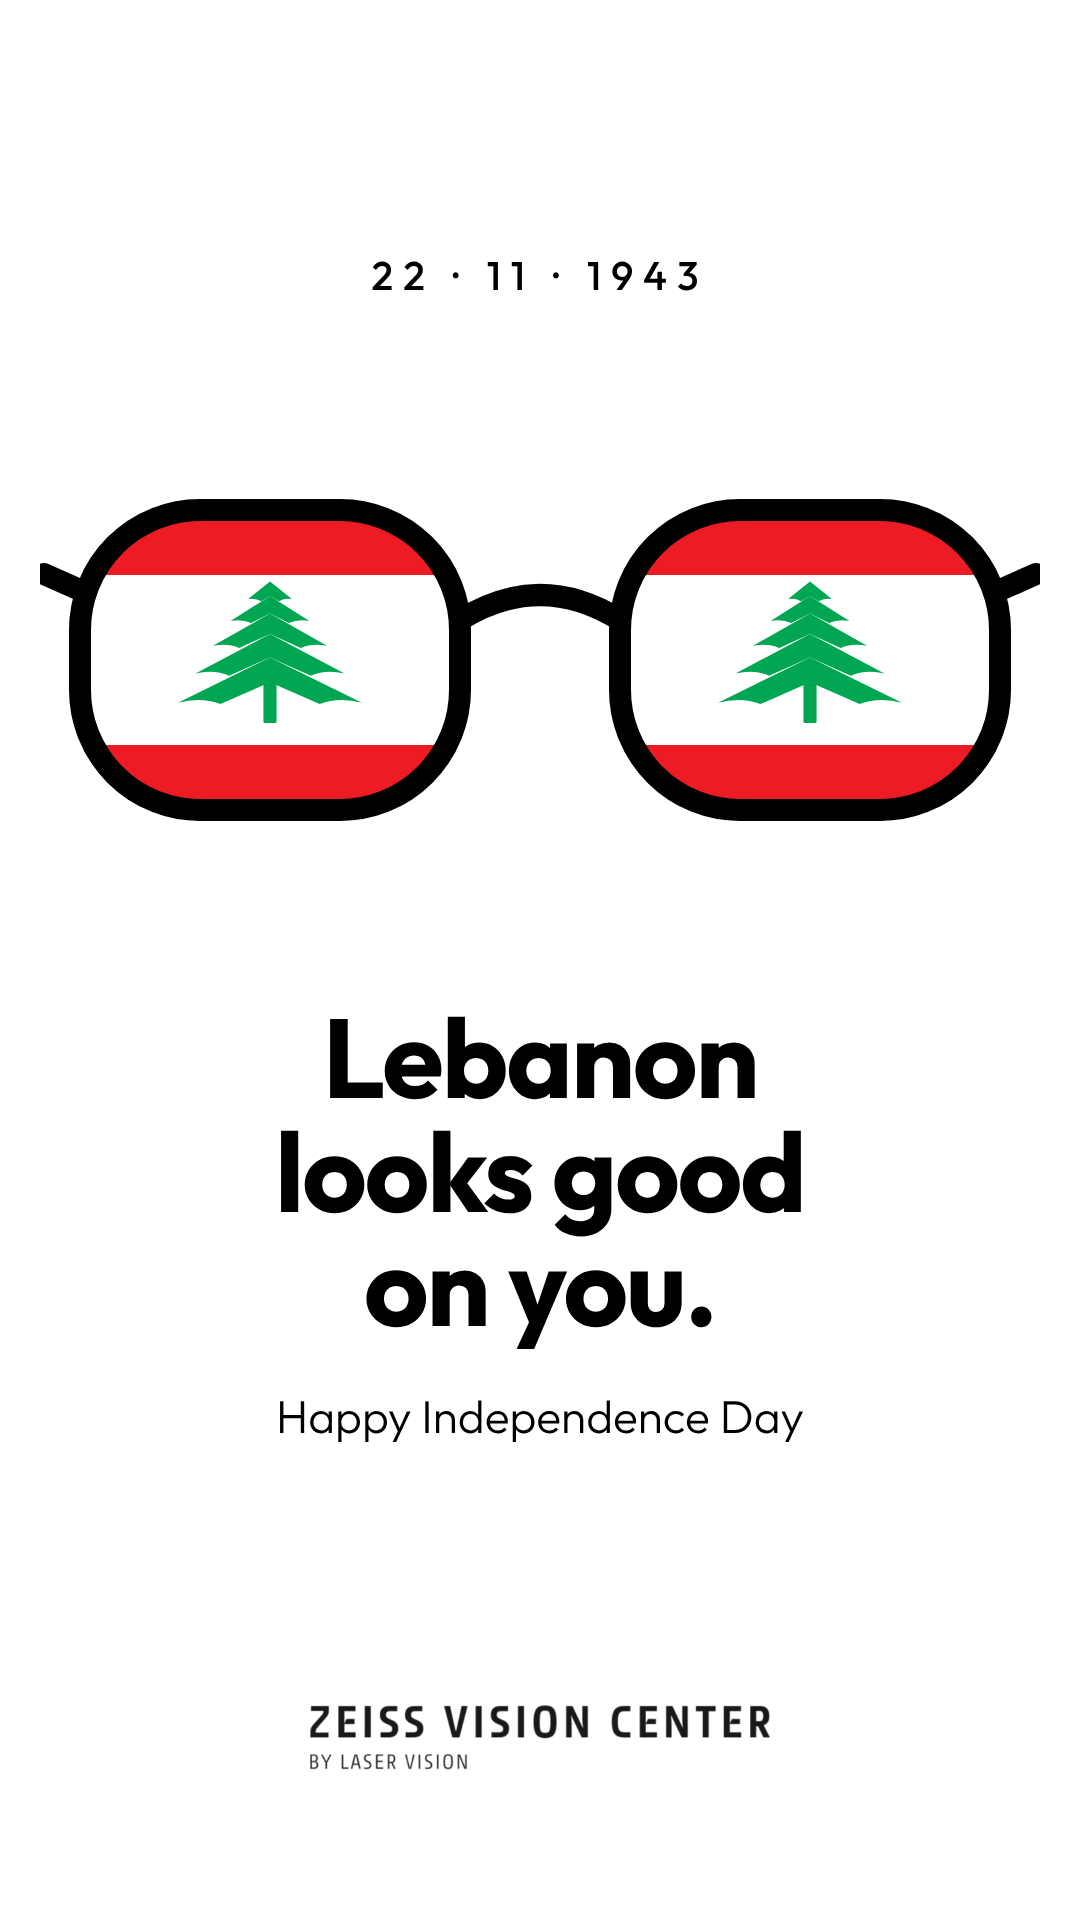 22 · 11 · 1943
Lebanon
looks good
on you.
Happy Independence Day
ZEISS VISION CENTER
BY LASER VISION